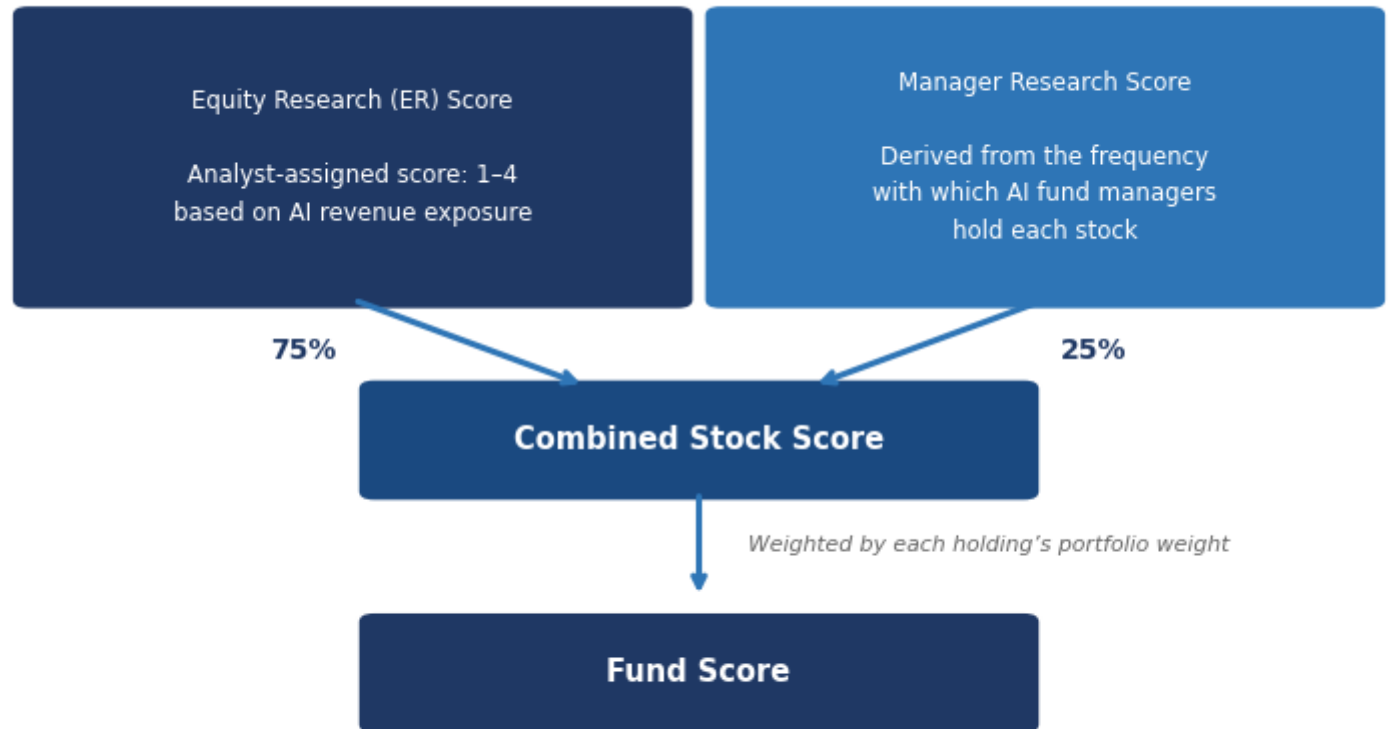 Equity Research (ER) Score
Analyst-assigned score: 1–4
based on AI revenue exposure
Manager Research Score
Derived from the frequency
with which AI fund managers
hold each stock
75%
25%
Combined Stock Score
Weighted by each holding’s portfolio weight
Fund Score